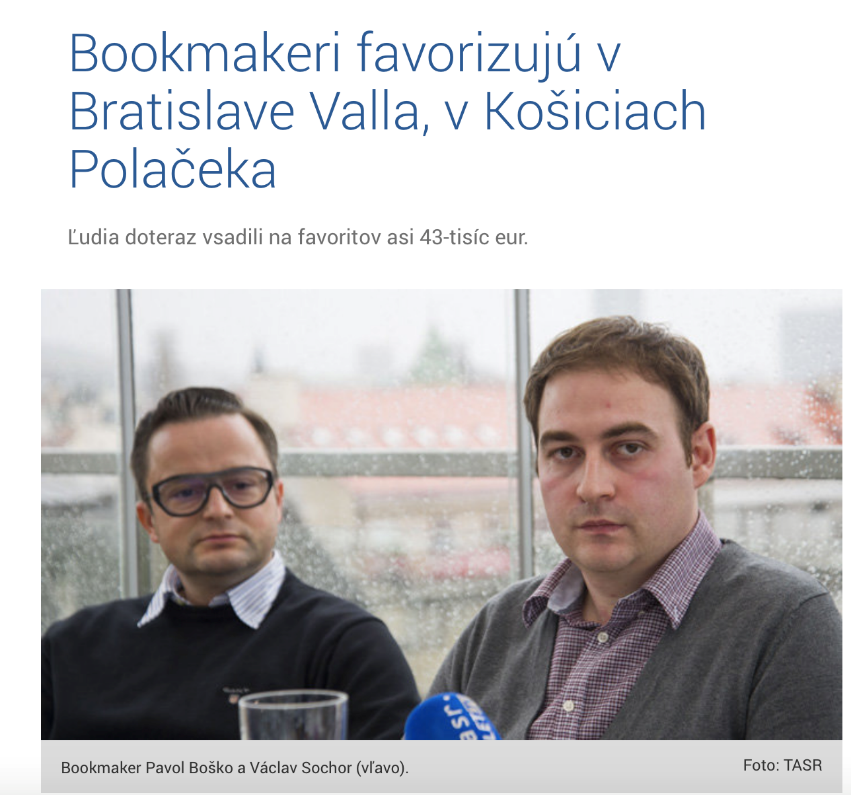 Bookmakeri favorizujú v
Bratislave Valla, v Košiciach
Polačeka
Ľudia doteraz vsadili na favoritov asi 43-tisíc eur.
asr.
Bookmaker Pavol Boško a Václav Sochor (vľavo).
Foto: TASR